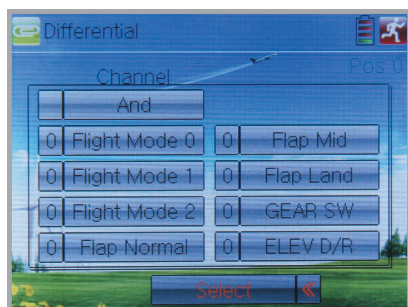 Differential
Pos 0
Channel
And
0 Flight Mode 0 0 Flap Mid
0 Flight Mode 1 0 Flap Land
0 Flight Mode 2 0 GEAR SW
0 Flap Normal 0 ELEV D/R
Select «